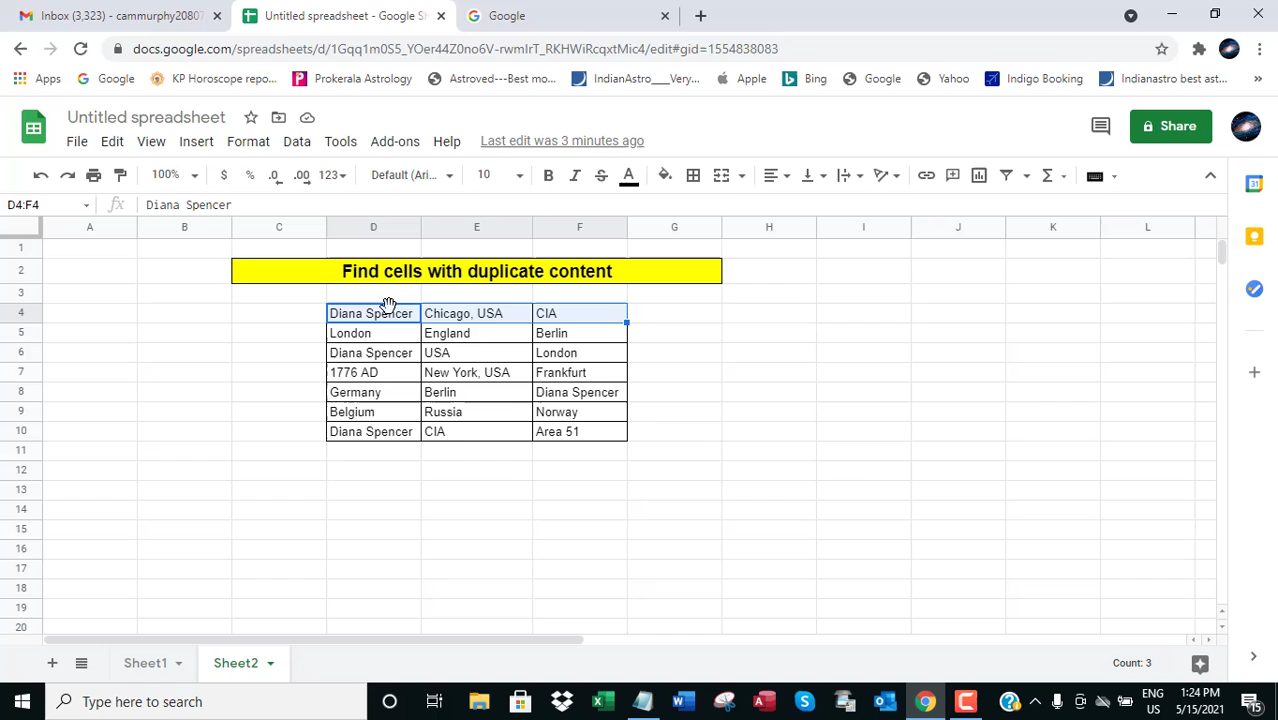 Inbox (3,323) - cammurphy20807
Untitled spreadsheet - Google Sh
Google
docs.google.com/spreadsheets/d/1Gqq1m0S5_YOer44Z0no6V-rwmIrT_RKHWiRcqxtMic4/edit#gid=1554838083
Apps Google KP Horoscope repo... Prokerala Astrology Astroved---Best mo... IndianAstro___Very... Apple Bing Google Yahoo Indigo Booking Indianastro best ast... »
Untitled spreadsheet
Share
File Edit View Insert Format Data Tools Add-ons Help Last edit was 3 minutes ago
100% $ % .0 .00 123 Default (Ari... 10 B I S A
D4:F4 fx Diana Spencer
A B C D E F G H I J K L
1
2 Find cells with duplicate content
3
4 Diana Spencer Chicago, USA CIA
5 London England Berlin
6 Diana Spencer USA London
7 1776 AD New York, USA Frankfurt
8 Germany Berlin Diana Spencer
9 Belgium Russia Norway
10 Diana Spencer CIA Area 51
11
12
13
14
15
16
17
18
19
20
Sheet1 Sheet2 Count: 3
Type here to search
ENG
US
1:24 PM
5/15/2021
15